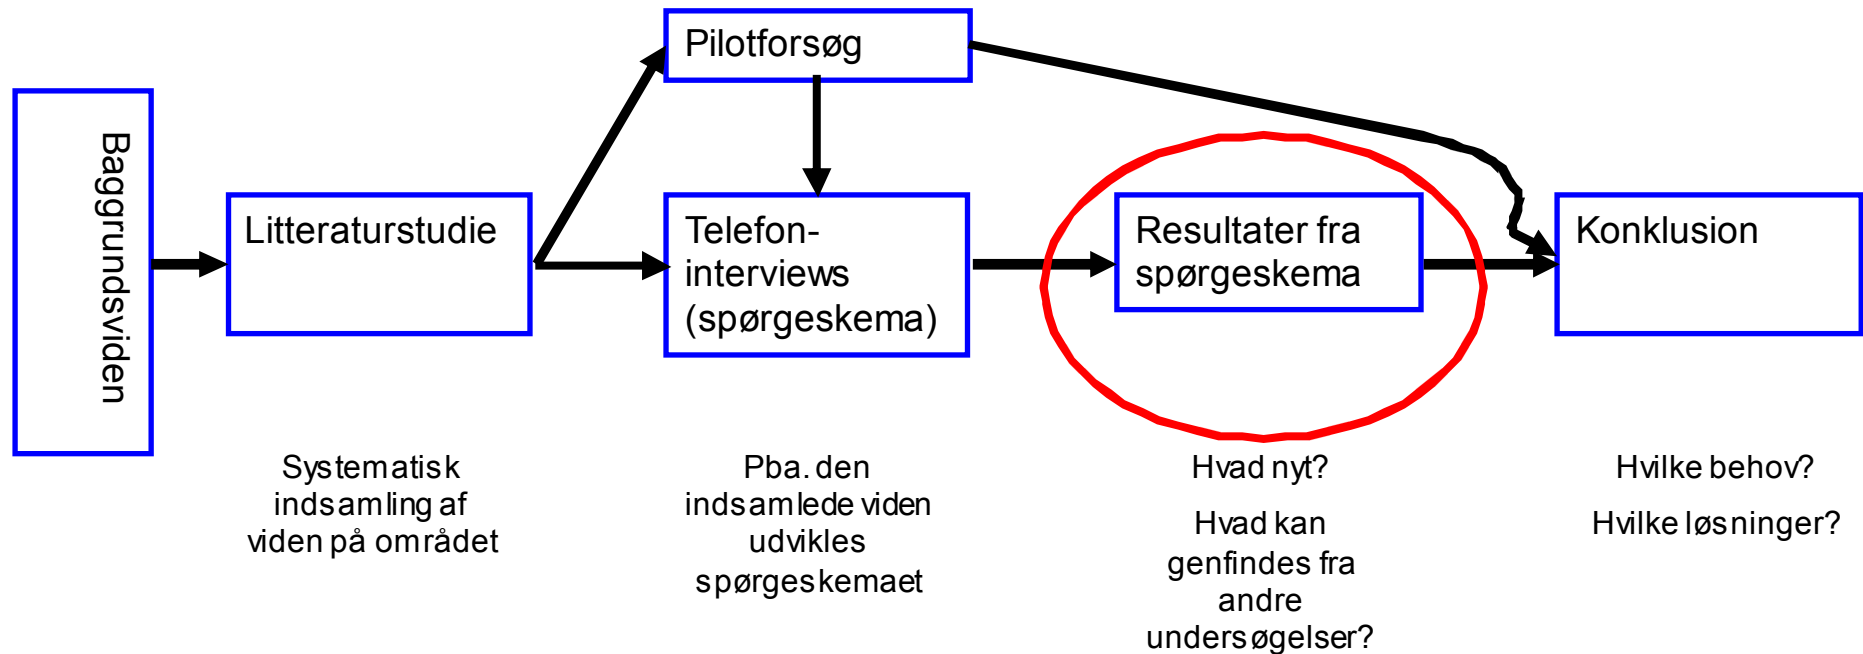 Baggrundsviden
Litteraturstudie
Systematisk
indsamling af
viden på området
Pilotforsøg
Telefon-
interviews
(spørgeskema)
Pba. den
indsamlede viden
udvikles
spørgeskemaet
Resultater fra
spørgeskema
Hvad nyt?
Hvad kan
genfindes fra
andre
undersøgelser?
Konklusion
Hvilke behov?
Hvilke løsninger?